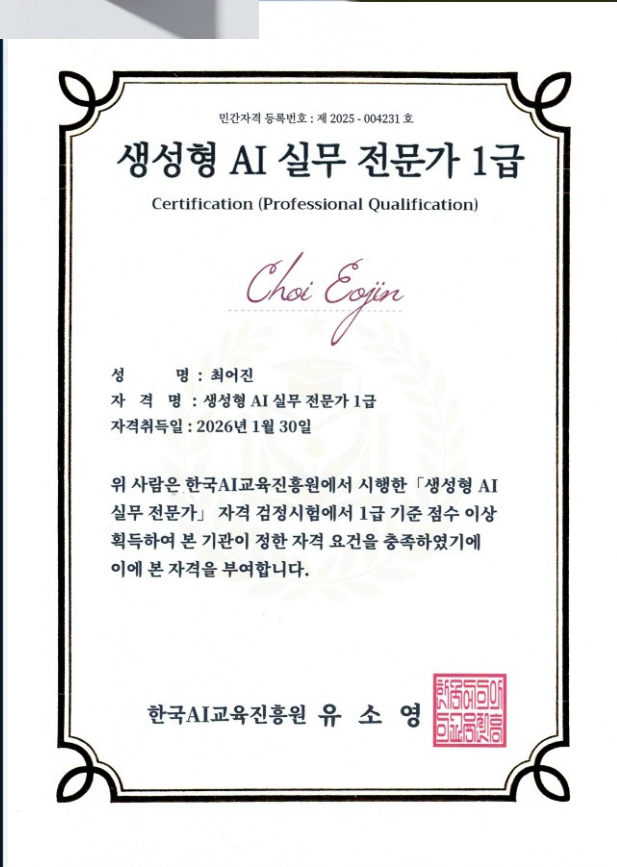 민간자격 등록번호 : 제 2025 - 004231 호
생성형 AI 실무 전문가 1급
Certification (Professional Qualification)
Choi Eojin
성 명 : 최어진
자 격 명 : 생성형 AI 실무 전문가 1급
자격취득일 : 2026년 1월 30일
위 사람은 한국AI교육진흥원에서 시행한 「생성형 AI
실무 전문가」 자격 검정시험에서 1급 기준 점수 이상
획득하여 본 기관이 정한 자격 요건을 충족하였기에
이에 본 자격을 부여합니다.
한국AI교육진흥원 유 소 영